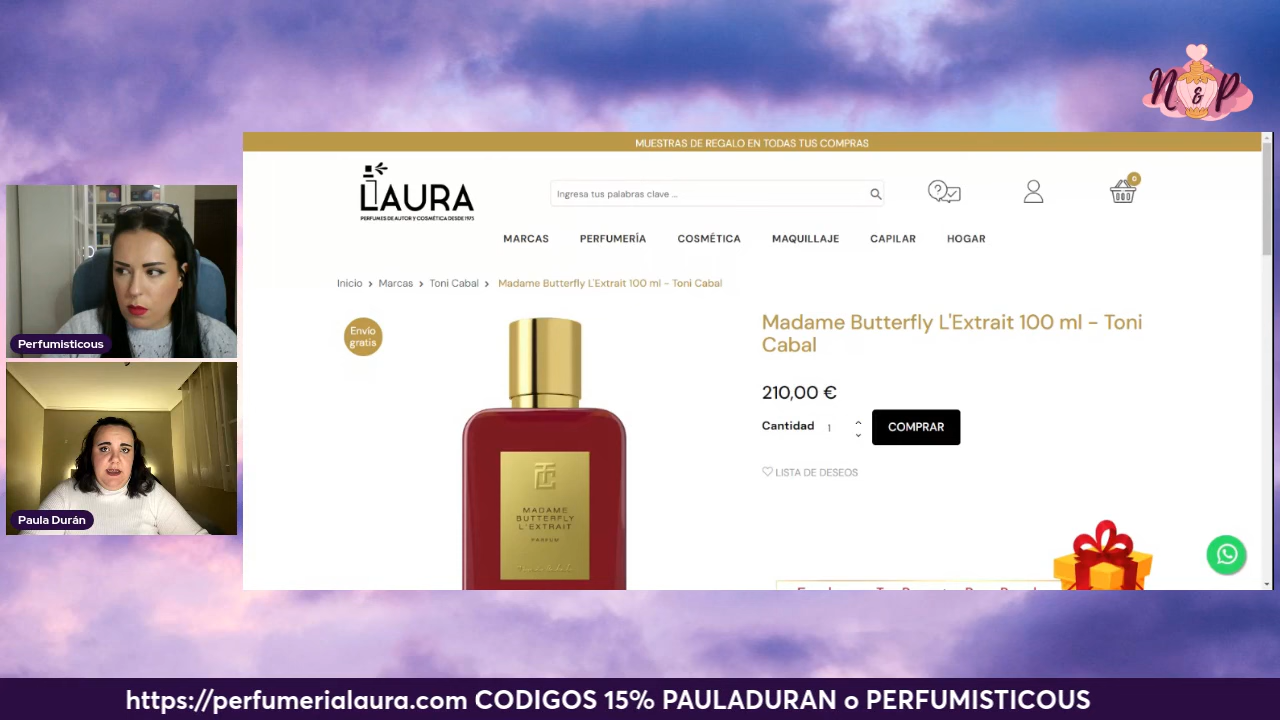 N & P
MUESTRAS DE REGALO EN TODAS TUS COMPRAS
LAURA
PERFUMES DE AUTOR Y COSMÉTICA DESDE 1975
Ingresa tus palabras clave ...
0
MARCAS PERFUMERÍA COSMÉTICA MAQUILLAJE CAPILAR HOGAR
Inicio > Marcas > Toni Cabal > Madame Butterfly L'Extrait 100 ml - Toni Cabal
Envío
gratis
Madame Butterfly L'Extrait 100 ml - Toni
Cabal
210,00 €
Cantidad 1 COMPRAR
LISTA DE DESEOS
TC
MADAME
BUTTERFLY
L'EXTRAIT
PARFUM
Perfumisticous
Paula Durán
https://perfumerialaura.com CODIGOS 15% PAULADURAN o PERFUMISTICOUS